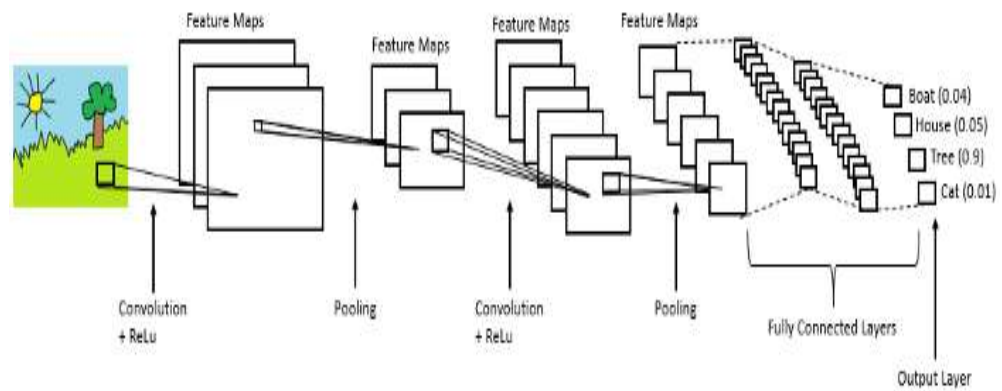 Feature Maps
Feature Maps
Feature Maps
Feature Maps
Boat (0.04)
House (0.05)
Tree (0.9)
Cat (0.01)
Convolution
+ ReLu
Pooling
Convolution
+ ReLu
Pooling
Fully Connected Layers
Output Layer